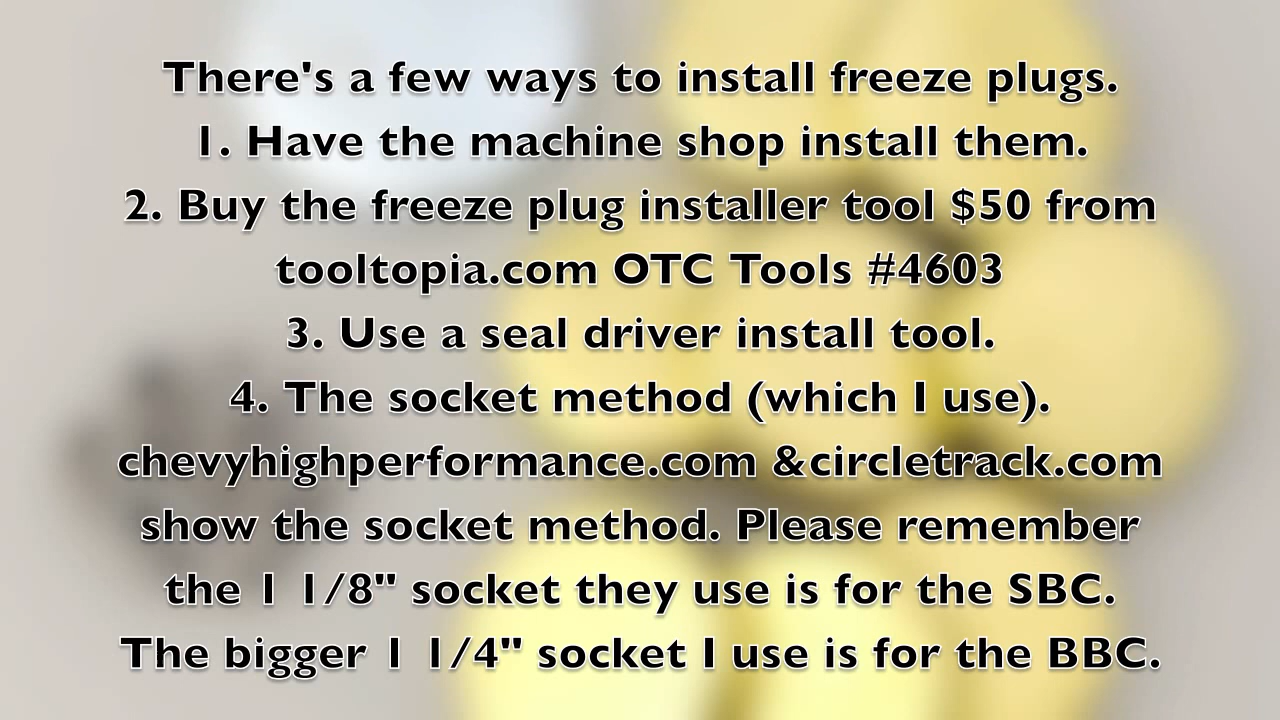 There's a few ways to install freeze plugs.
1. Have the machine shop install them.
2. Buy the freeze plug installer tool $50 from
tooltopia.com OTC Tools #4603
3. Use a seal driver install tool.
4. The socket method (which I use).
chevyhighperformance.com &circletrack.com
show the socket method. Please remember
the 1 1/8" socket they use is for the SBC.
The bigger 1 1/4" socket I use is for the BBC.